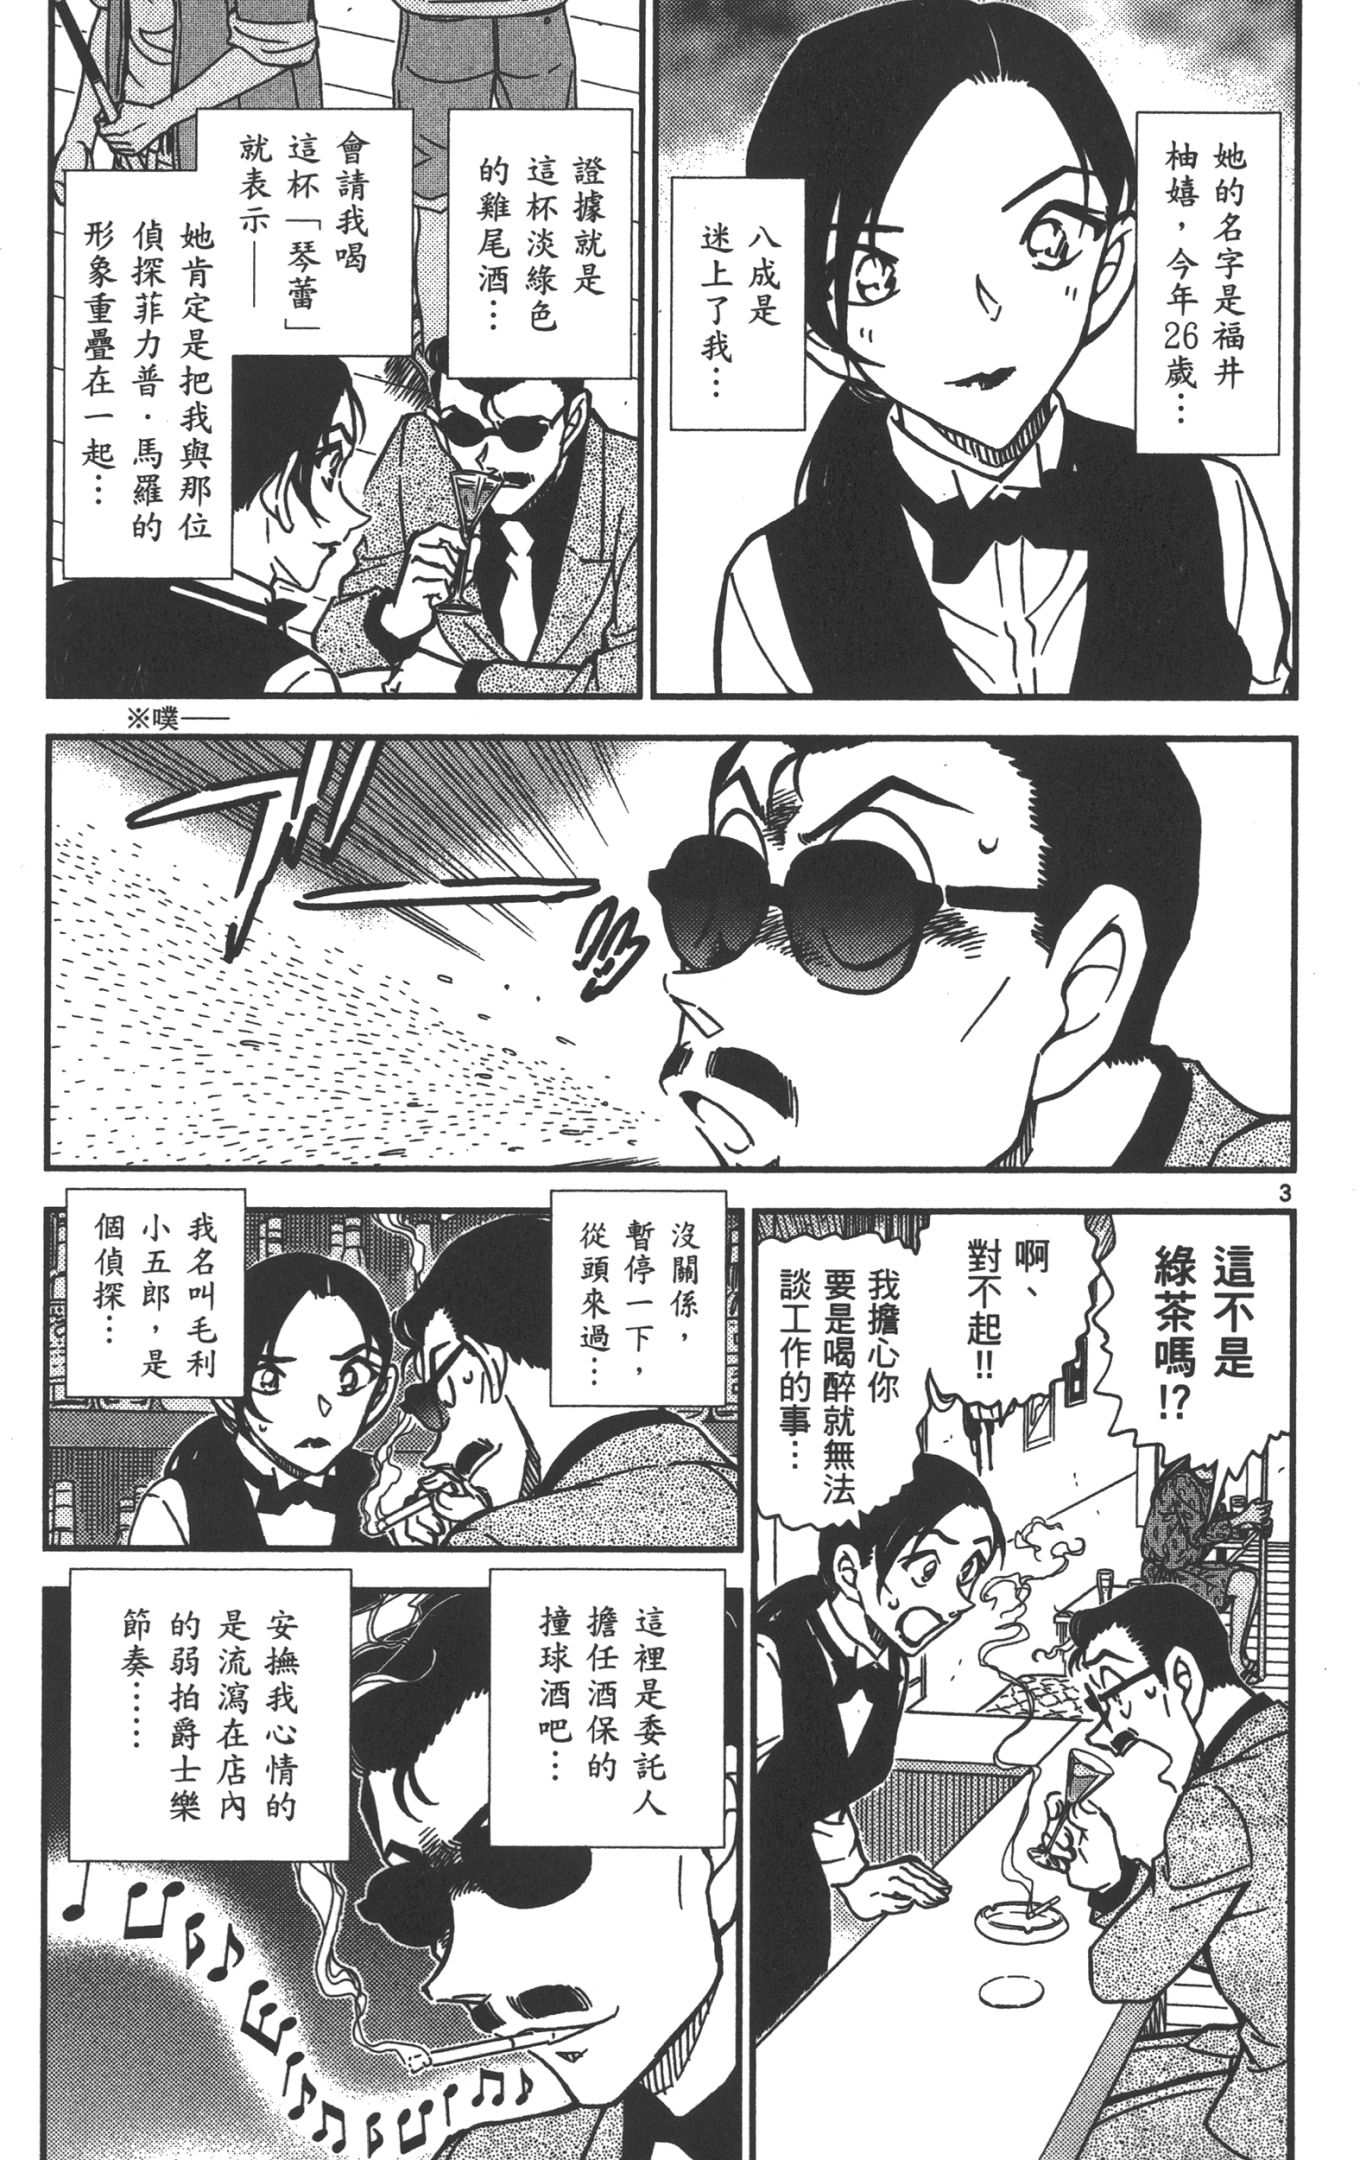 她的名字是福井
柚嬉，今年26歲…
八成是
迷上了我…
證據就是
這杯淡綠色
的雞尾酒…
會請我喝
這杯「琴蕾」
就表示——
她肯定是把我與那位
偵探菲力普·馬羅的
形象重疊在一起…
※噗——
ブーッ
3
這不是
綠茶嗎!?
啊、
對不起!!
我擔心你
要是喝醉就無法
談工作的事…
沒關係，
暫停一下，
從頭來過…
我名叫毛利
小五郎，是
個偵探…
這裡是委託人
擔任酒保的
撞球酒吧…
安撫我心情的
是流瀉在店內
的弱拍爵士樂
節奏……